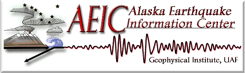 AEIC Alaska Earthquake
Information Center
Geophysical Institute, UAF